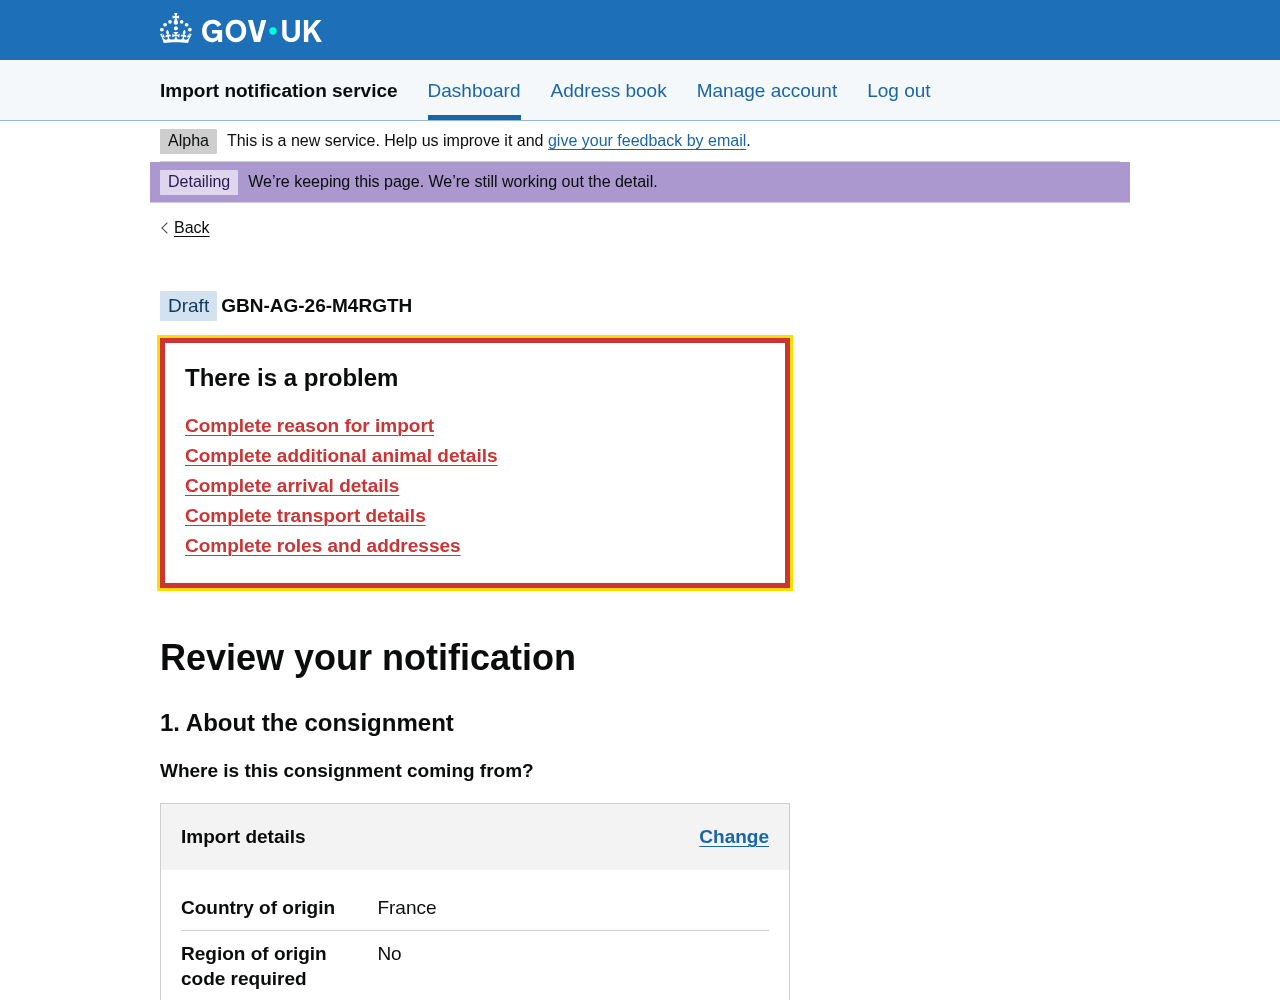 GOV•UK
Import notification service Dashboard Address book Manage account Log out
Alpha This is a new service. Help us improve it and give your feedback by email.
Detailing We’re keeping this page. We’re still working out the detail.
Back
Draft GBN-AG-26-M4RGTH
There is a problem
Complete reason for import
Complete additional animal details
Complete arrival details
Complete transport details
Complete roles and addresses
Review your notification
1. About the consignment
Where is this consignment coming from?
Import details Change
Country of origin France
Region of origin No
code required